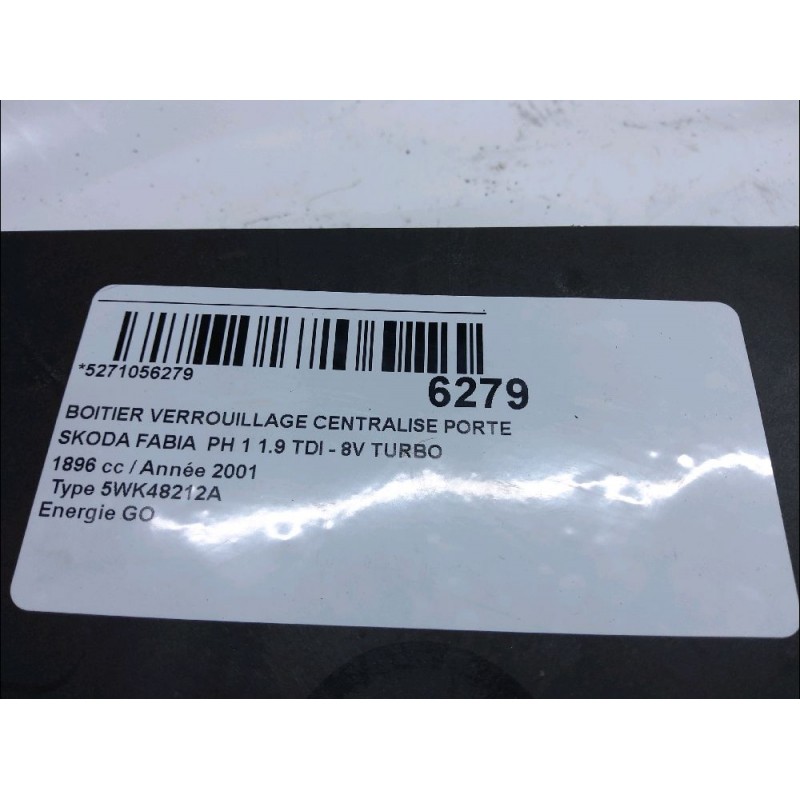 *5271056279
6279
BOITIER VERROUILLAGE CENTRALISE PORTE
SKODA FABIA PH 1 1.9 TDI - 8V TURBO
1896 cc / Année 2001
Type 5WK48212A
Energie GO